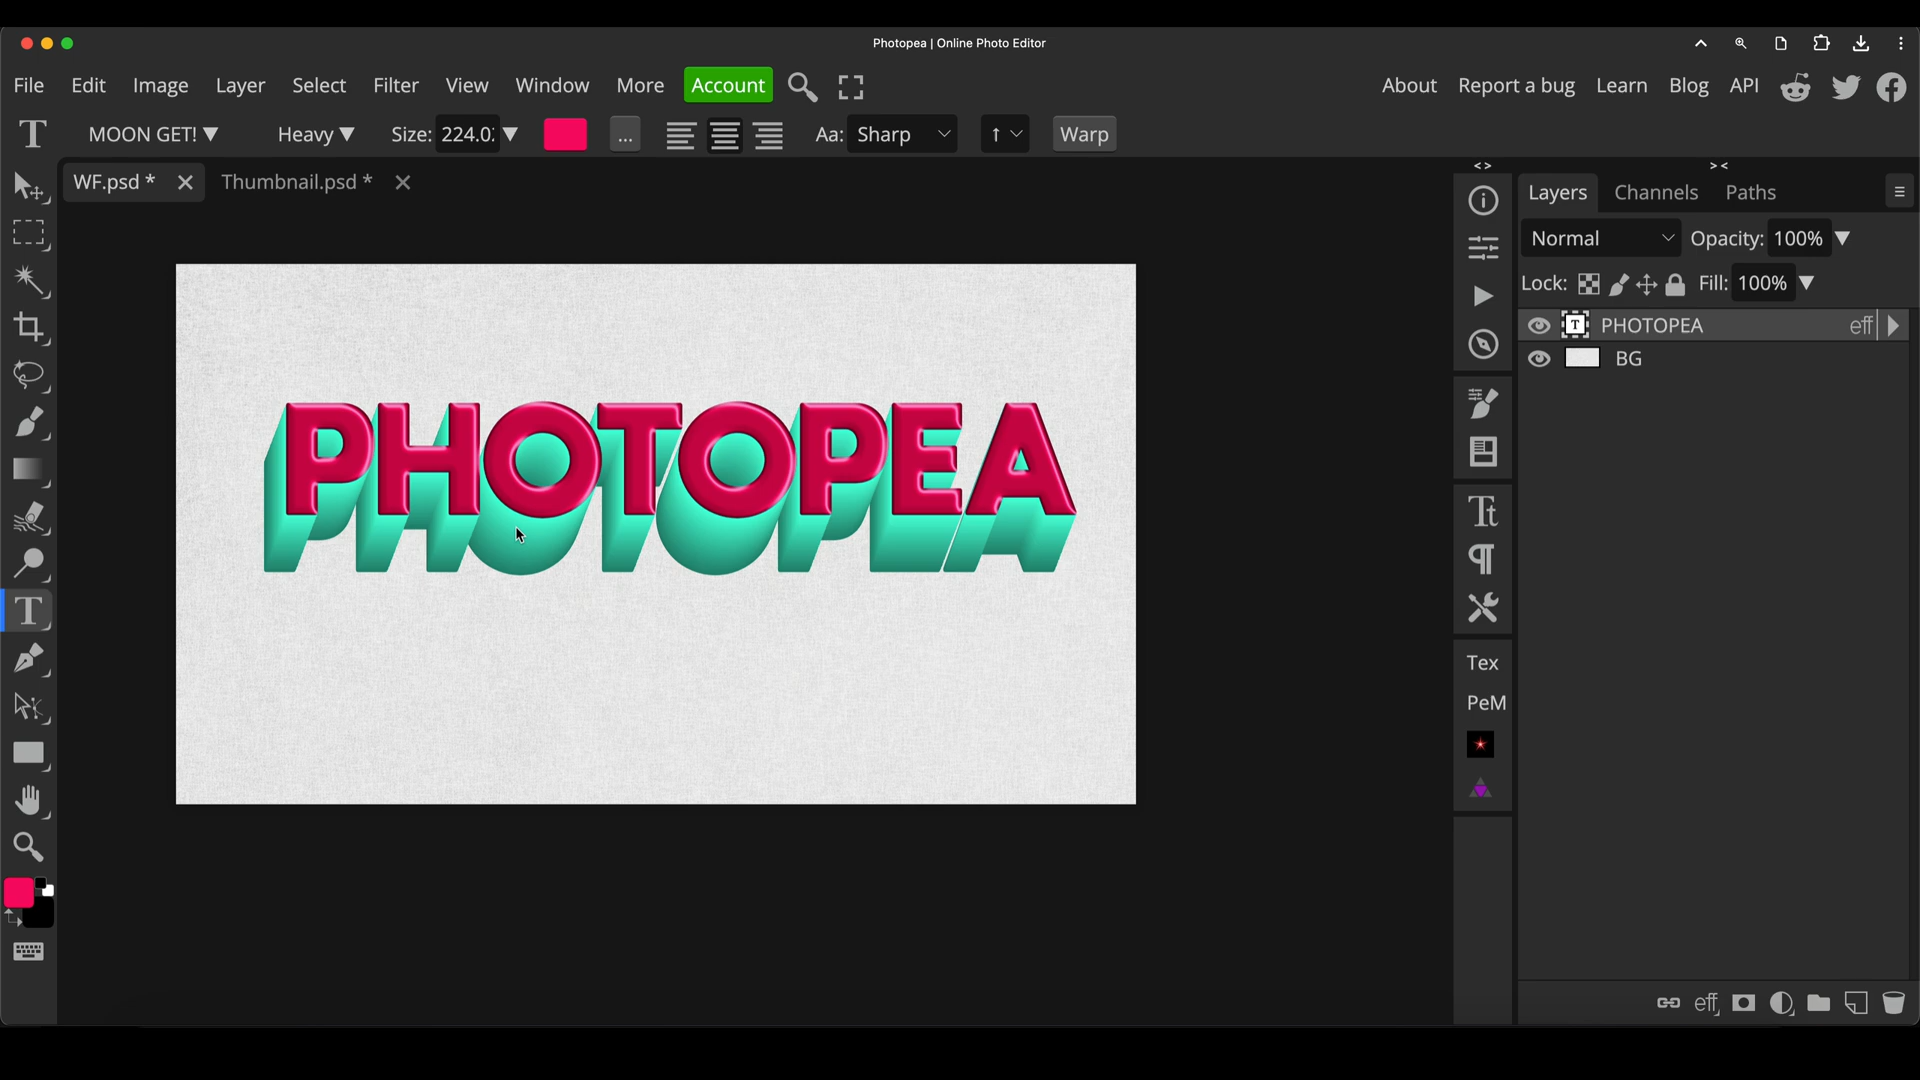 Photopea | Online Photo Editor
File Edit Image Layer Select Filter View Window More Account About Report a bug Learn Blog API
MOON GET! Heavy Size: 224.0 ... Aa: Sharp Warp
WF.psd * Thumbnail.psd *
Layers Channels Paths
Normal Opacity: 100%
Lock: Fill: 100%
PHOTOPEA eff
BG
PHOTOPEA
Tex
PeM
eff